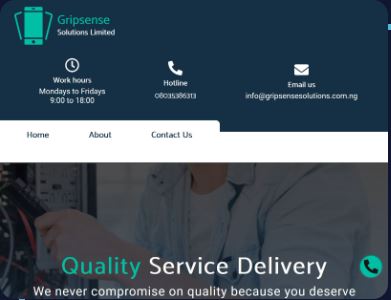 Gripsense
Solutions Limited
Work hours
Mondays to Fridays
9:00 to 18:00
Hotline
08035386313
Email us
info@gripsensesolutions.com.ng
Home
About
Contact Us
Quality Service Delivery
We never compromise on quality because you deserve